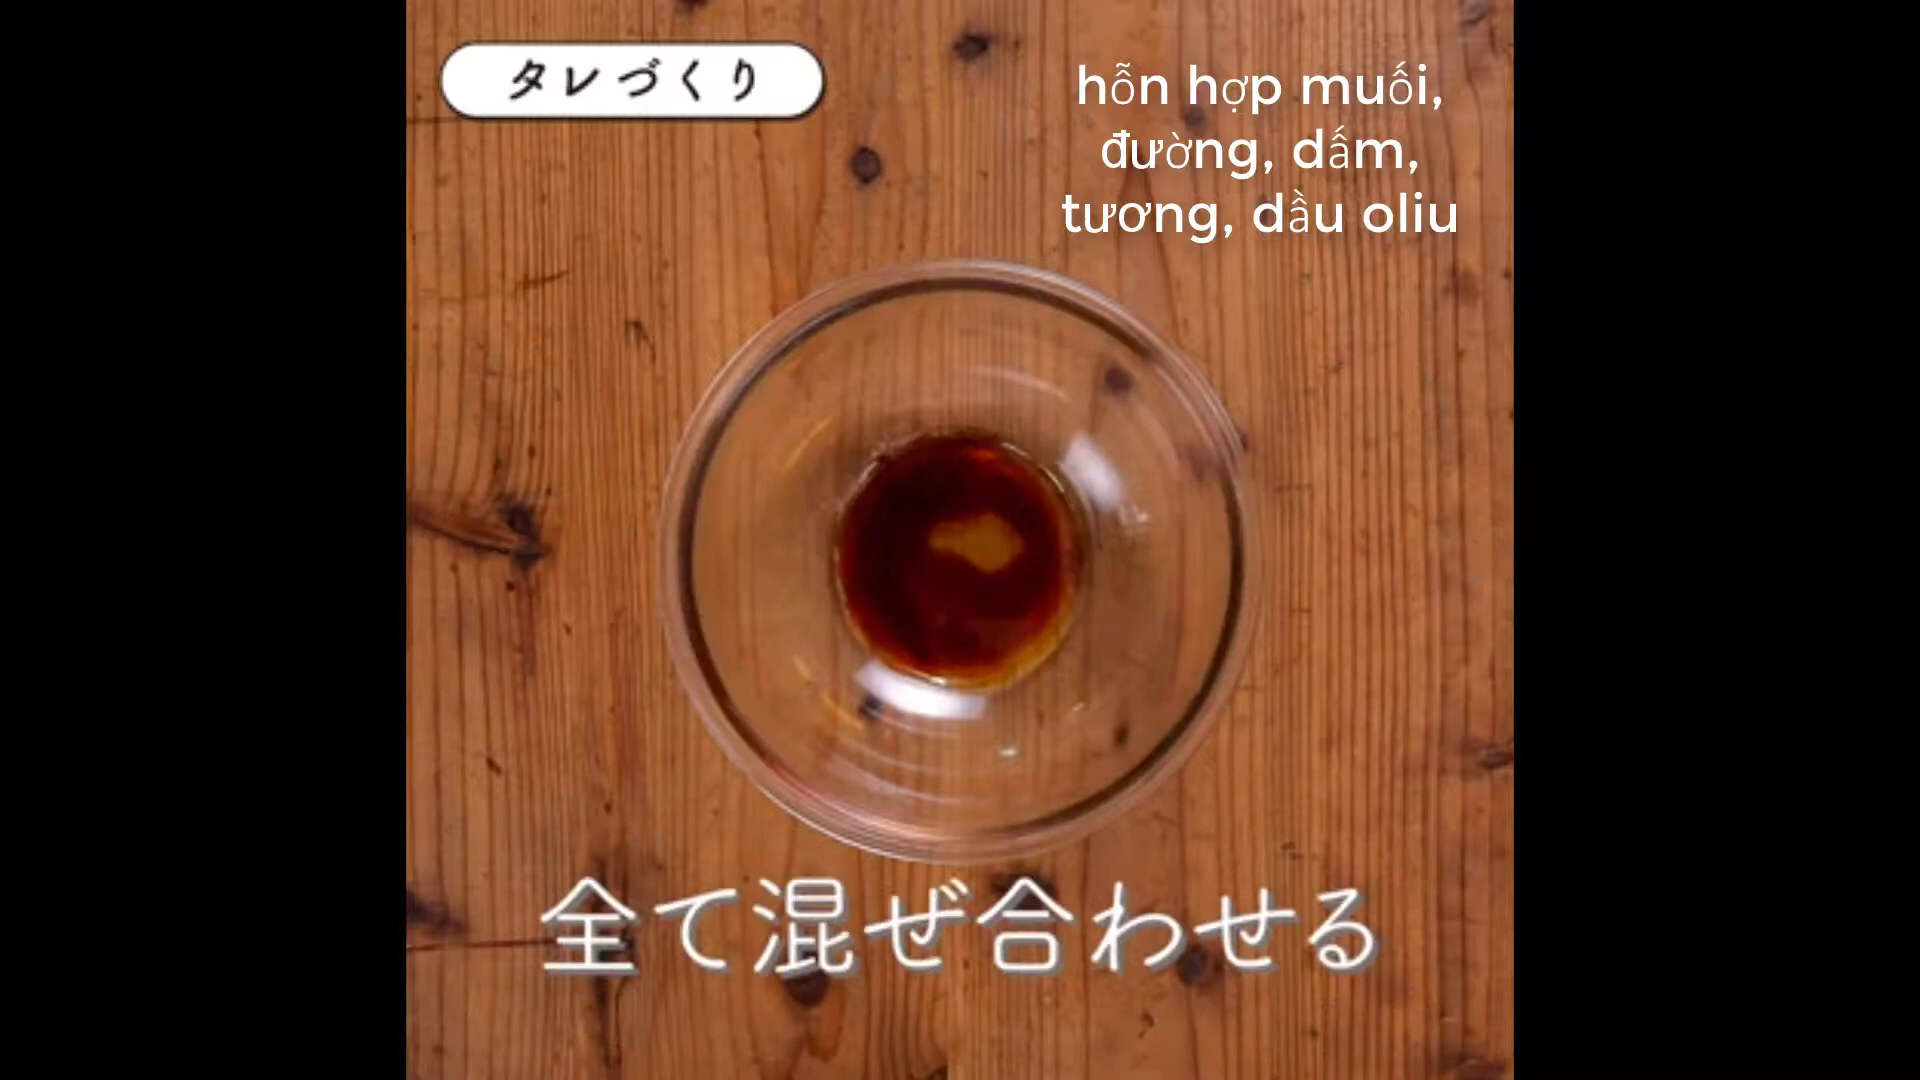 タレづくり
hỗn hợp muối,
đường, dấm,
tương, dầu oliu
全て混ぜ合わせる